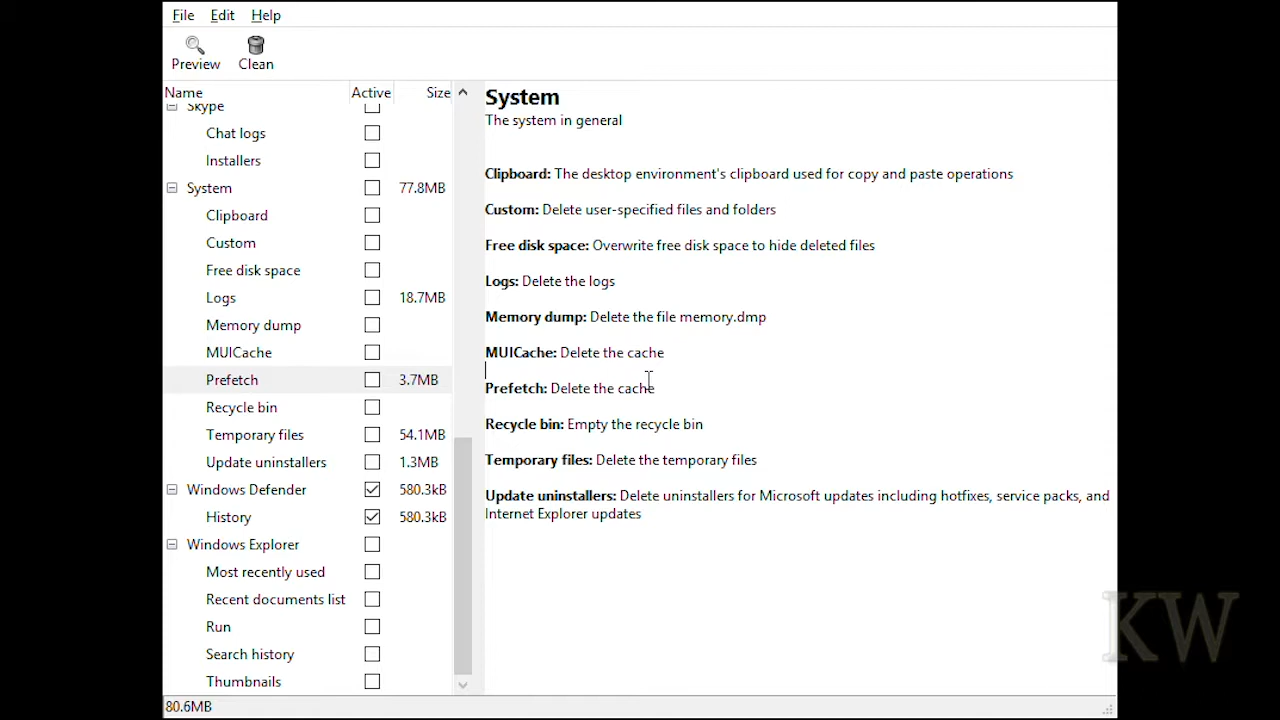 File Edit Help
Preview Clean
Name Active Size
Skype
Chat logs
Installers
System 77.8MB
Clipboard
Custom
Free disk space
Logs 18.7MB
Memory dump
MUICache
Prefetch 3.7MB
Recycle bin
Temporary files 54.1MB
Update uninstallers 1.3MB
Windows Defender 580.3kB
History 580.3kB
Windows Explorer
Most recently used
Recent documents list
Run
Search history
Thumbnails
System
The system in general
Clipboard: The desktop environment's clipboard used for copy and paste operations
Custom: Delete user-specified files and folders
Free disk space: Overwrite free disk space to hide deleted files
Logs: Delete the logs
Memory dump: Delete the file memory.dmp
MUICache: Delete the cache
Prefetch: Delete the cache
Recycle bin: Empty the recycle bin
Temporary files: Delete the temporary files
Update uninstallers: Delete uninstallers for Microsoft updates including hotfixes, service packs, and
Internet Explorer updates
KW
80.6MB